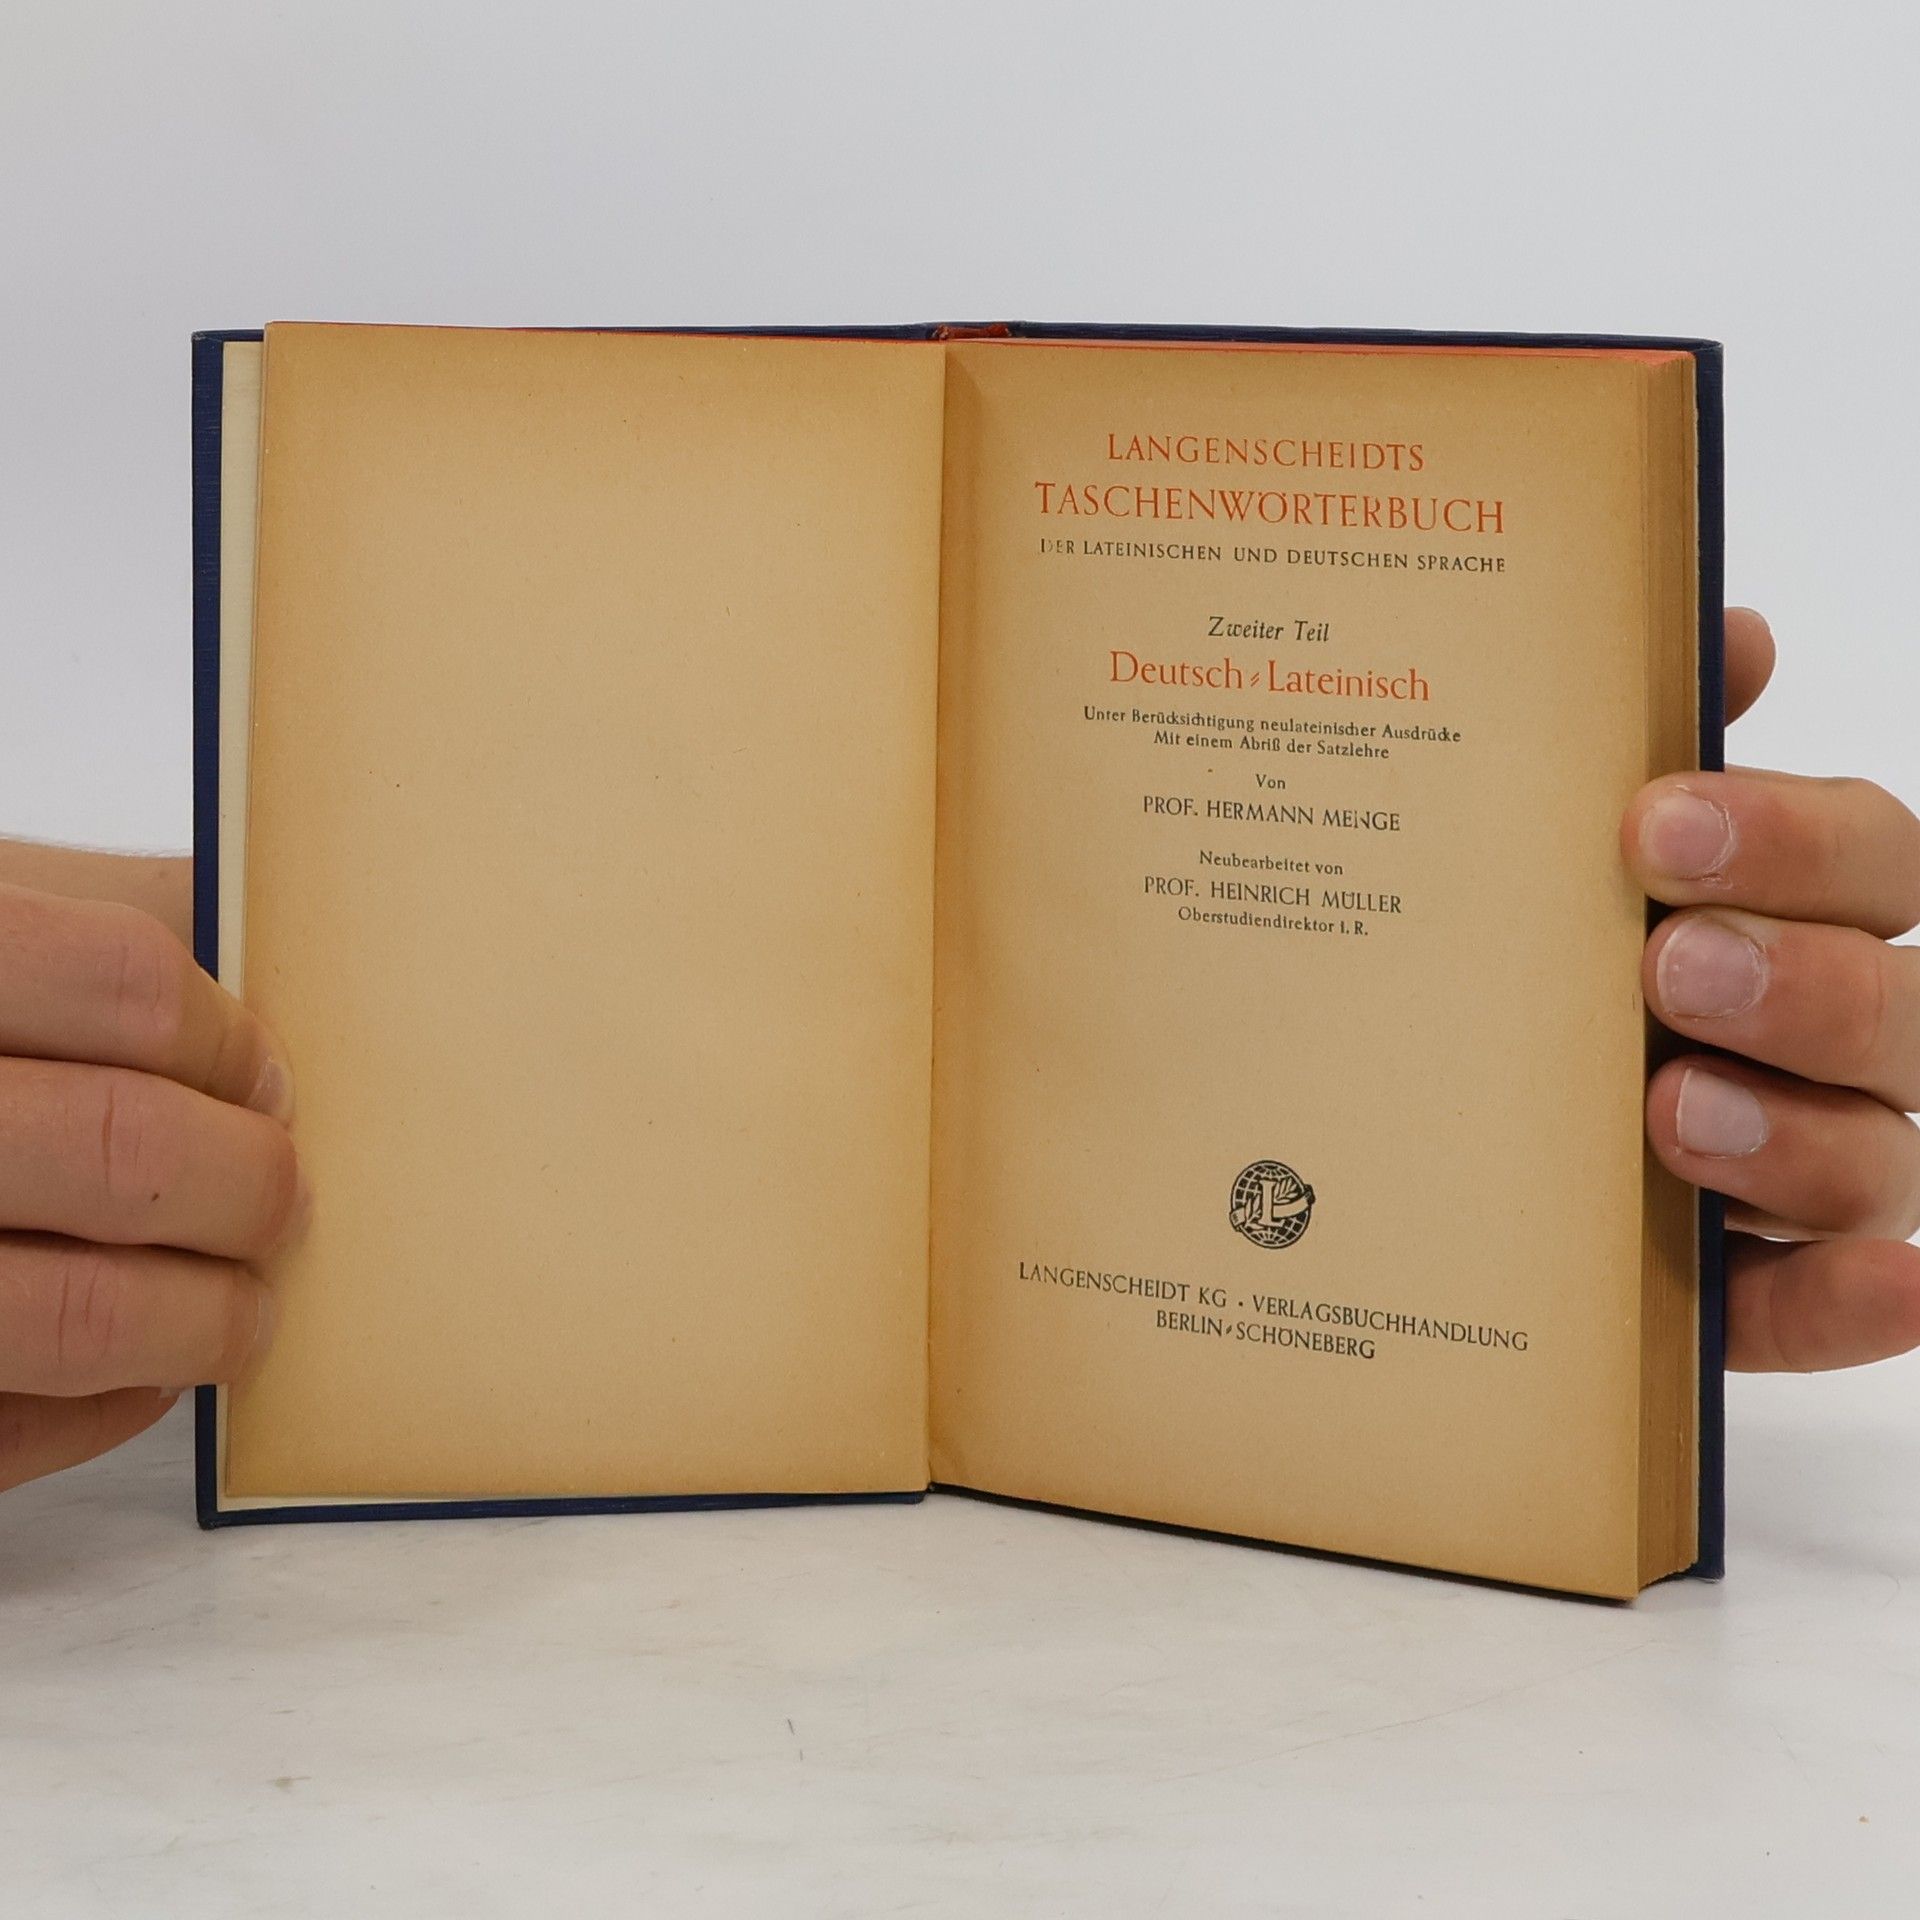 LANGENSCHEIDTS
TASCHENWÖRTERBUCH
DER LATEINISCHEN UND DEUTSCHEN SPRACHE
Zweiter Teil
Deutsch-Lateinisch
Unter Berücksichtigung neulateinischer Ausdrücke
Mit einem Abriß der Satzlehre
Von
PROF. HERMANN MENGE
Neubearbeitet von
PROF. HEINRICH MÜLLER
Oberstudiendirektor i. R.
L
LANGENSCHEIDT KG • VERLAGSBUCHHANDLUNG
BERLIN-SCHÖNEBERG